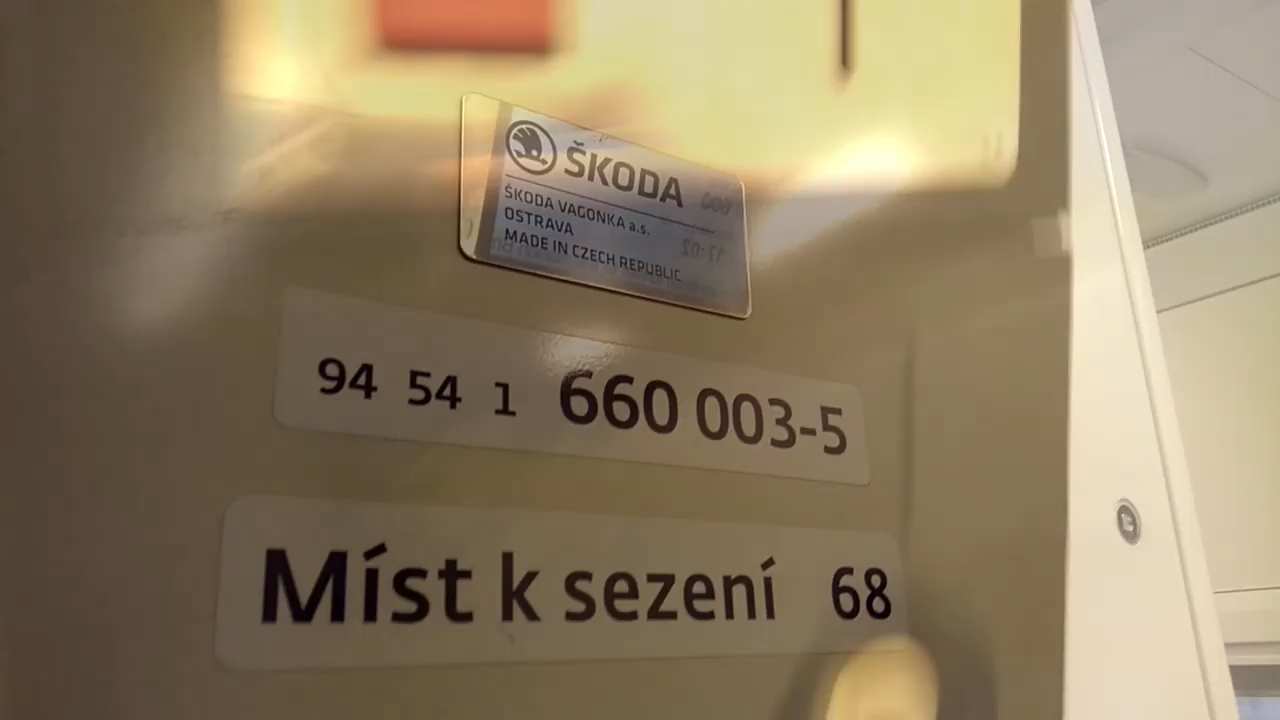 ŠKODA
ŠKODA VAGONKA a.s.
OSTRAVA
MADE IN CZECH REPUBLIC
94 54 1 660 003-5
Míst k sezení 68